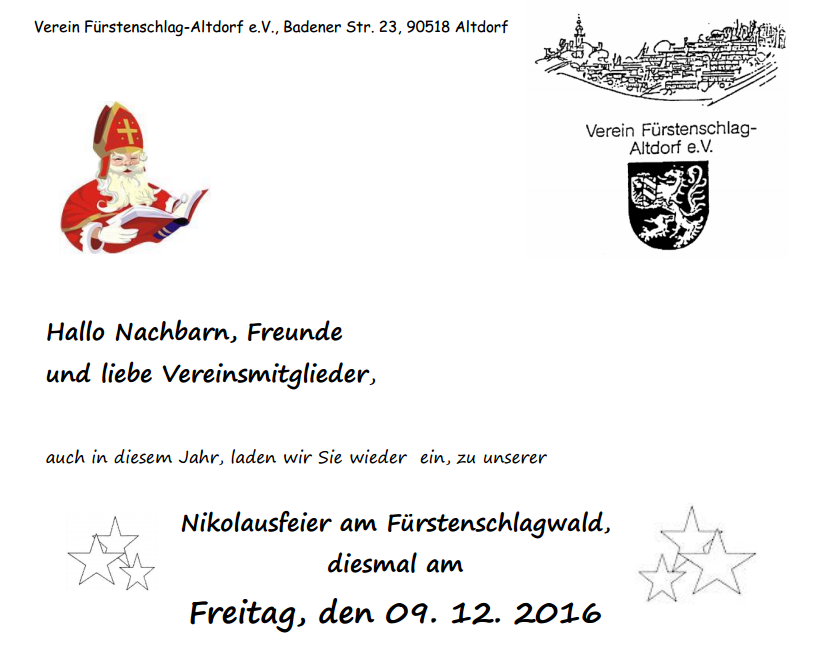 Verein Fürstenschlag-Altdorf e.V., Badener Str. 23, 90518 Altdorf
Verein Fürstenschlag-
Altdorf e.V.
Hallo Nachbarn, Freunde
und liebe Vereinsmitglieder,
auch in diesem Jahr, laden wir Sie wieder  ein, zu unserer
Nikolausfeier am Fürstenschlagwald,
diesmal am
Freitag, den 09. 12. 2016